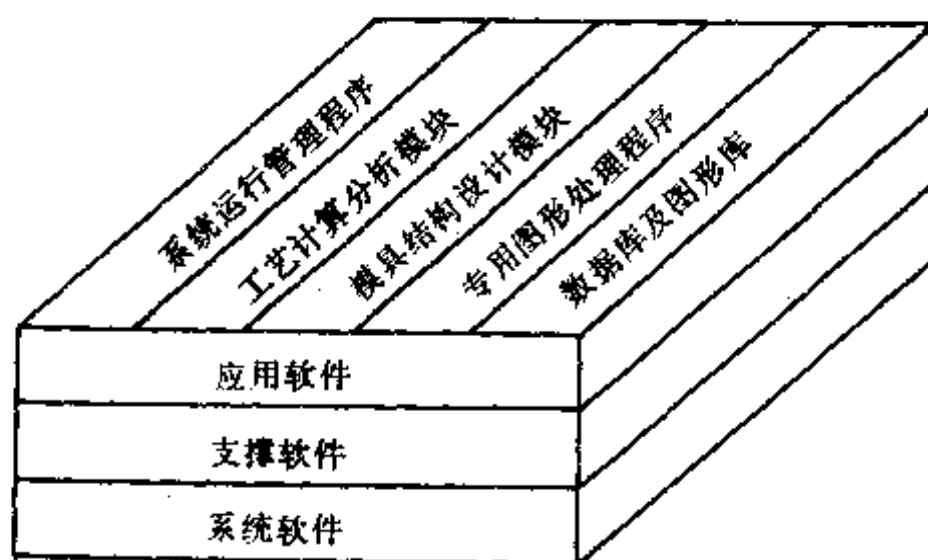 系统运行管理程序
工艺计算分析模块
模具结构设计模块
专用图形处理程序
数据库及图形库
应用软件
支撑软件
系统软件